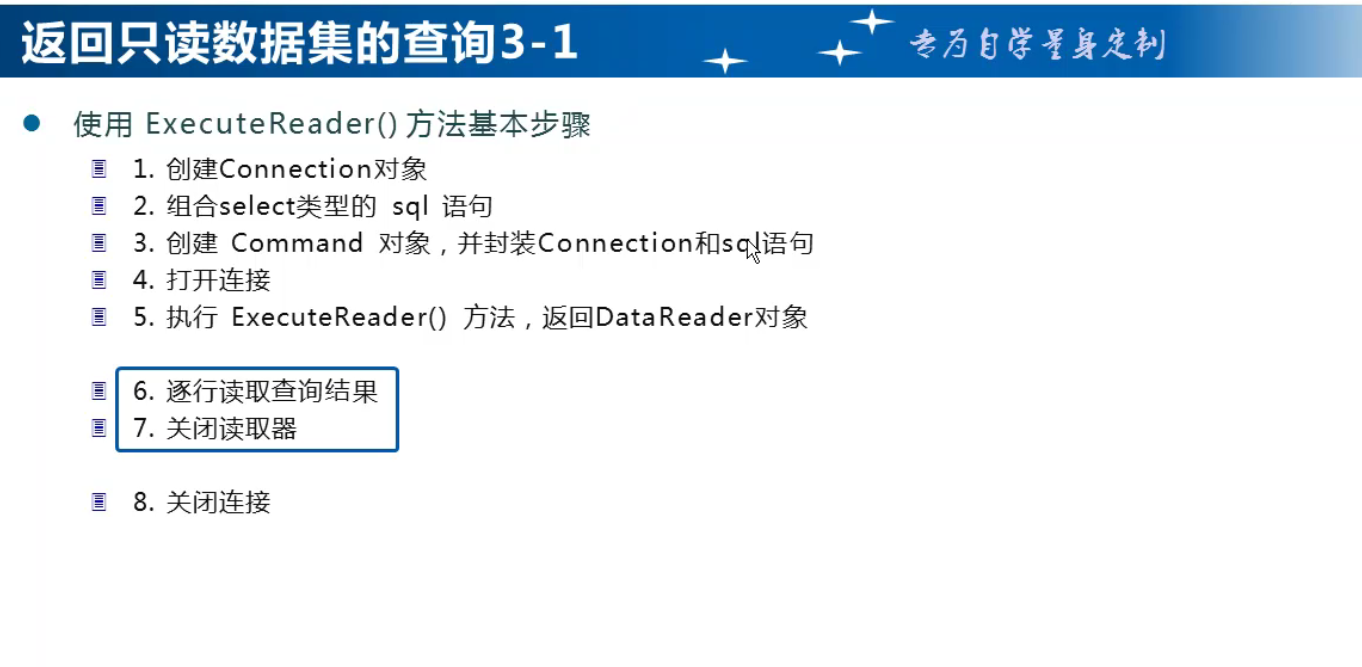 返回只读数据集的查询3-1
专为自学量身定制
使用 ExecuteReader() 方法基本步骤
1. 创建Connection对象
2. 组合select类型的 sql 语句
3. 创建 Command 对象，并封装Connection和sql语句
4. 打开连接
5. 执行 ExecuteReader() 方法，返回DataReader对象
6. 逐行读取查询结果
7. 关闭读取器
8. 关闭连接